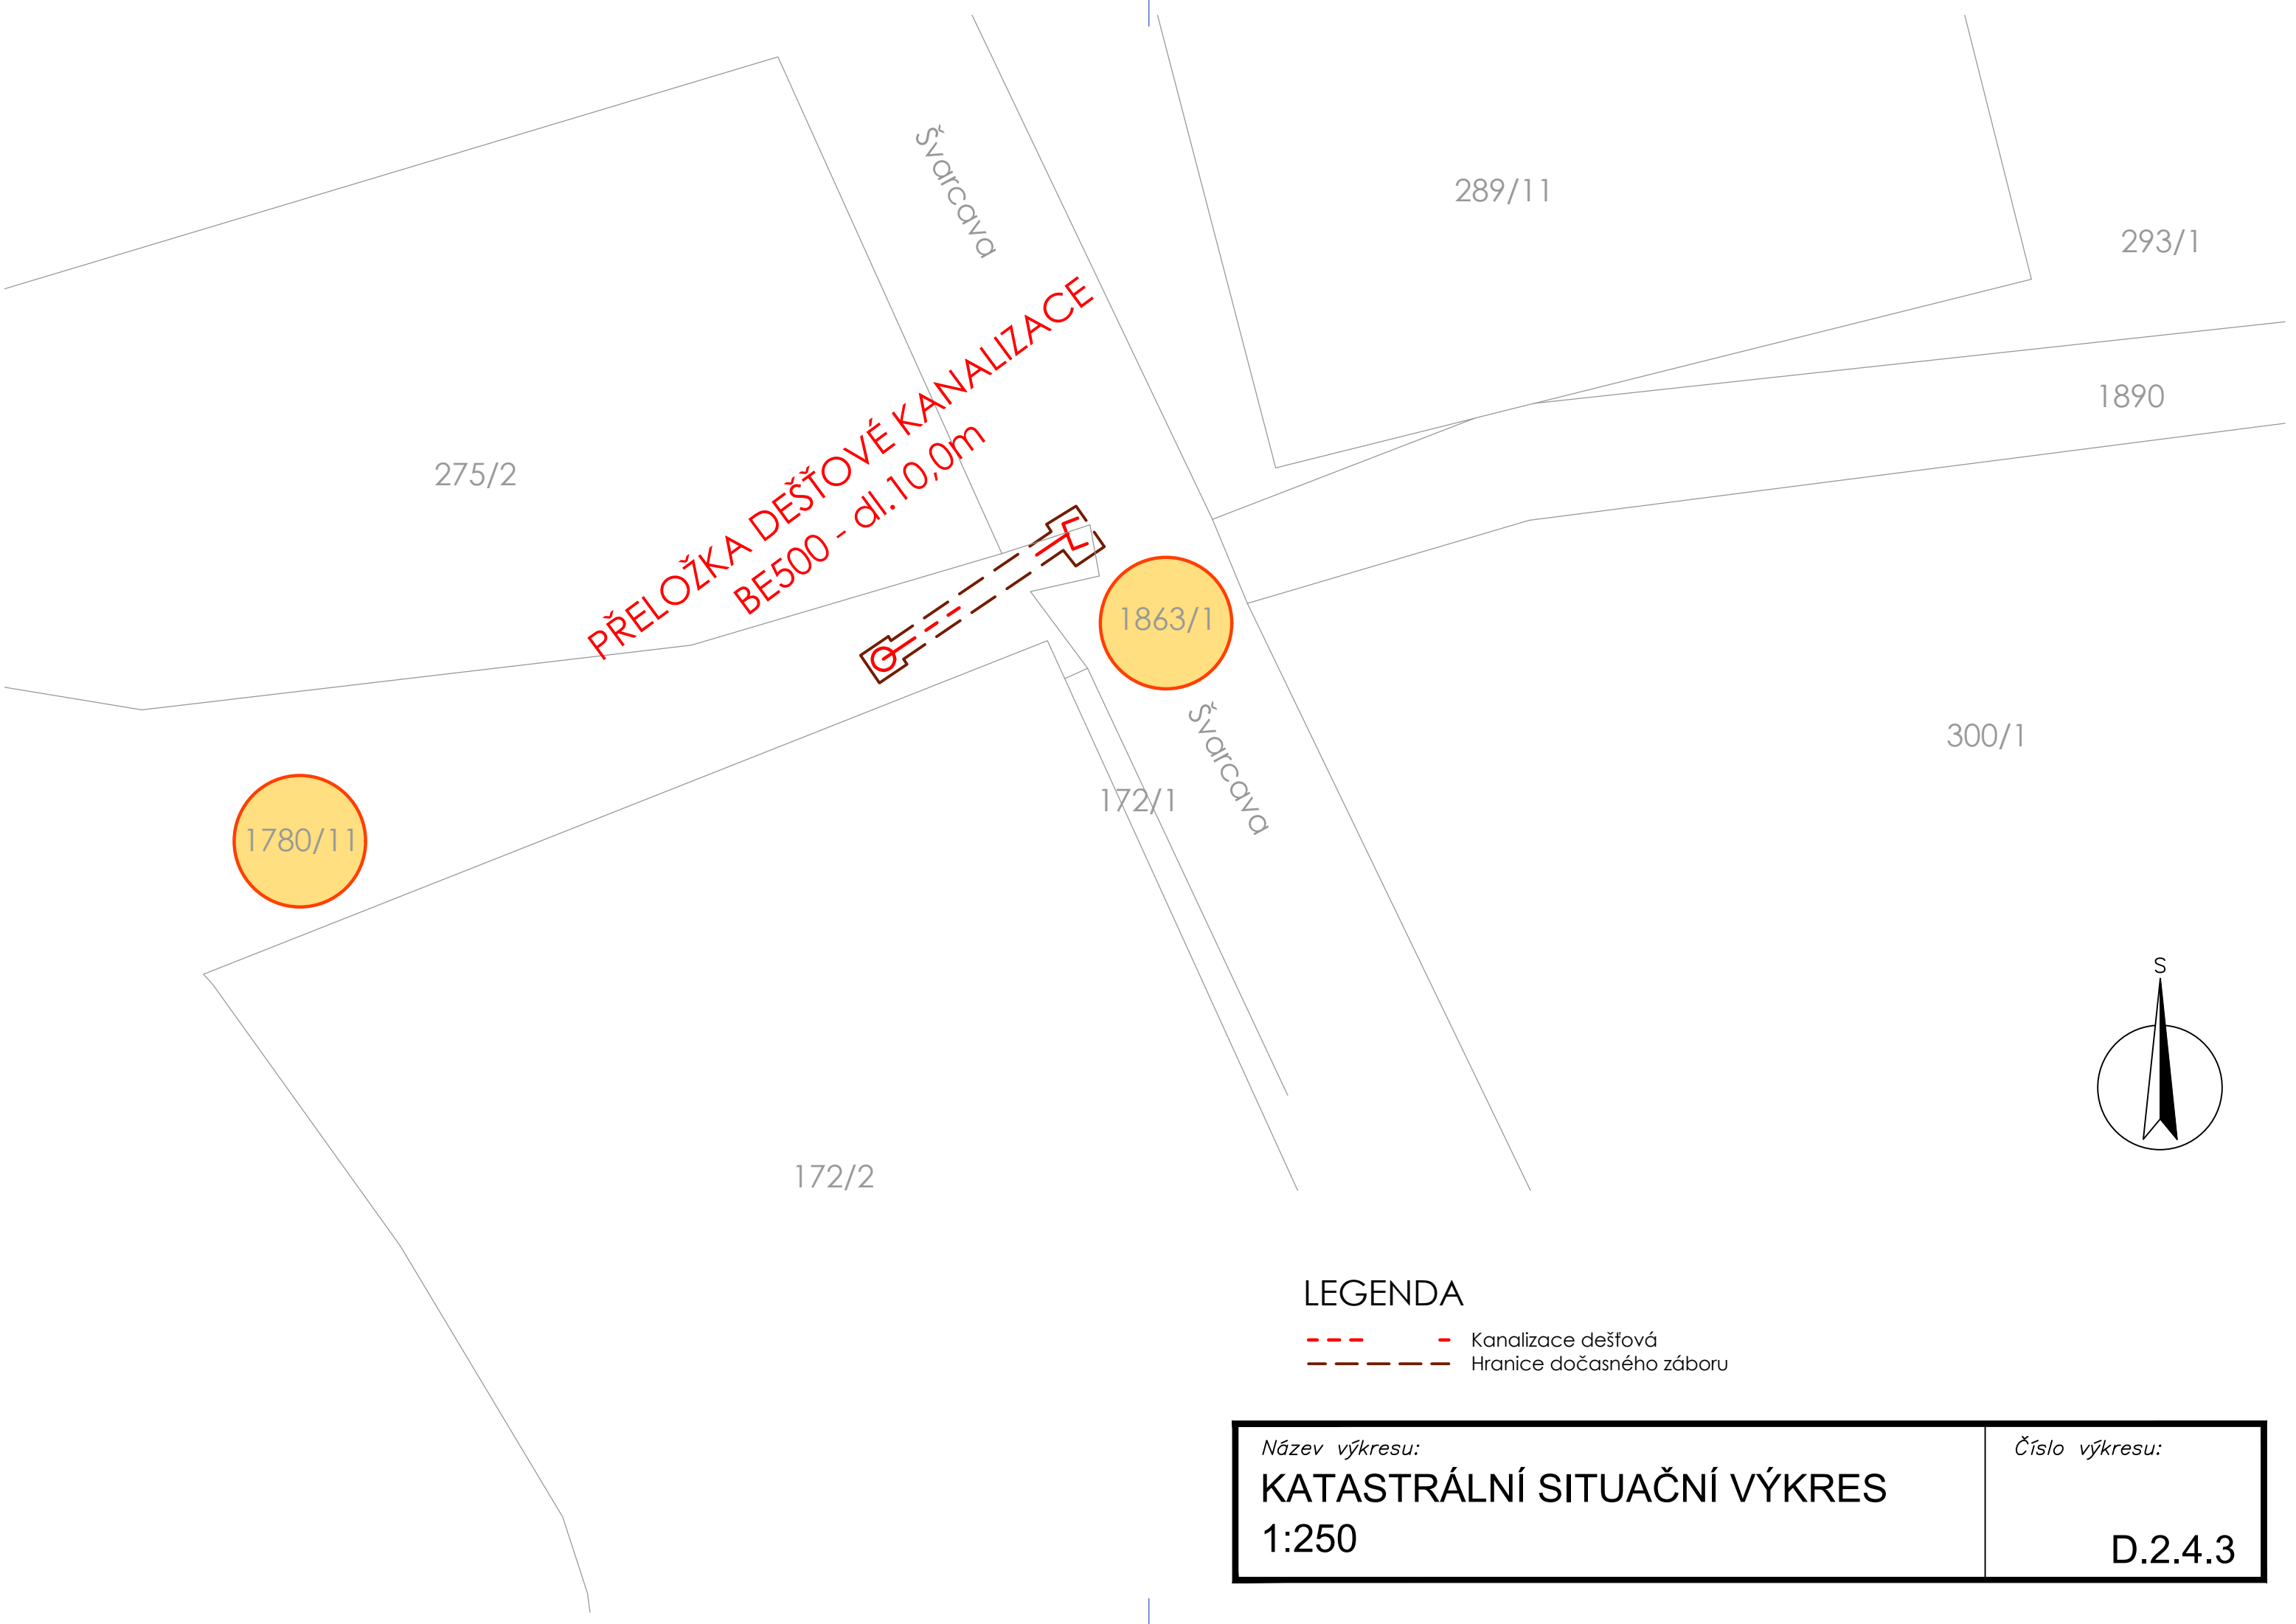 Švarcava
289/11
293/1
PŘELOŽKA DEŠŤOVÉ KANALIZACE
BE500 - dl.10,0m
1890
275/2
1863/1
Švarcava
300/1
172/1
1780/11
S
172/2
LEGENDA
Kanalizace dešťová
Hranice dočasného záboru
Název výkresu:
KATASTRÁLNÍ SITUAČNÍ VÝKRES
1:250
Číslo výkresu:
D.2.4.3